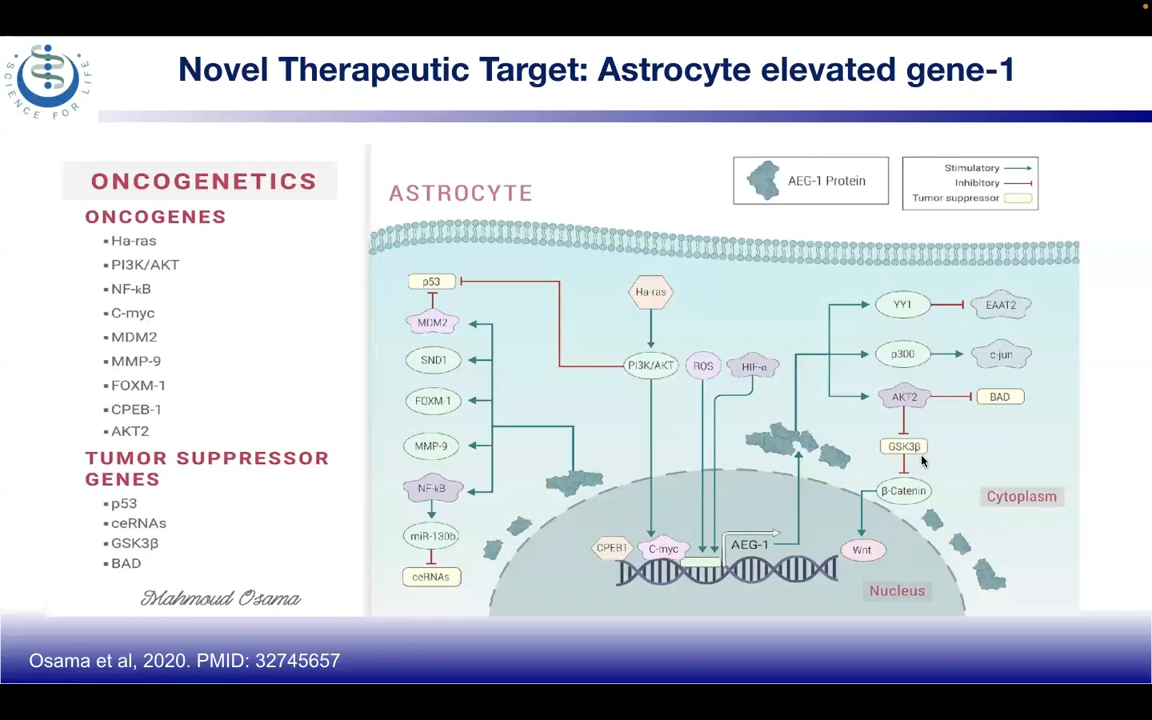 Novel Therapeutic Target: Astrocyte elevated gene-1
SCIENCE FOR LIFE
ONCOGENETICS
ONCOGENES
▪ Ha-ras
▪ PI3K/AKT
▪ NF-kB
▪ C-myc
▪ MDM2
▪ MMP-9
▪ FOXM-1
▪ CPEB-1
▪ AKT2
TUMOR SUPPRESSOR
GENES
▪ p53
▪ ceRNAs
▪ GSK3β
▪ BAD
Mahmoud Osama
ASTROCYTE
AEG-1 Protein
Stimulatory
Inhibitory
Tumor suppressor
p53
MDM2
SND1
FOXM-1
MMP-9
NF-kB
miR-130b
ceRNAs
Ha-ras
PI3K/AKT
ROS
HIF-α
CPEB1
C-myc
AEG-1
YY1
EAAT2
p300
c-jun
AKT2
BAD
GSK3β
β-Catenin
Wnt
Cytoplasm
Nucleus
Osama et al, 2020. PMID: 32745657